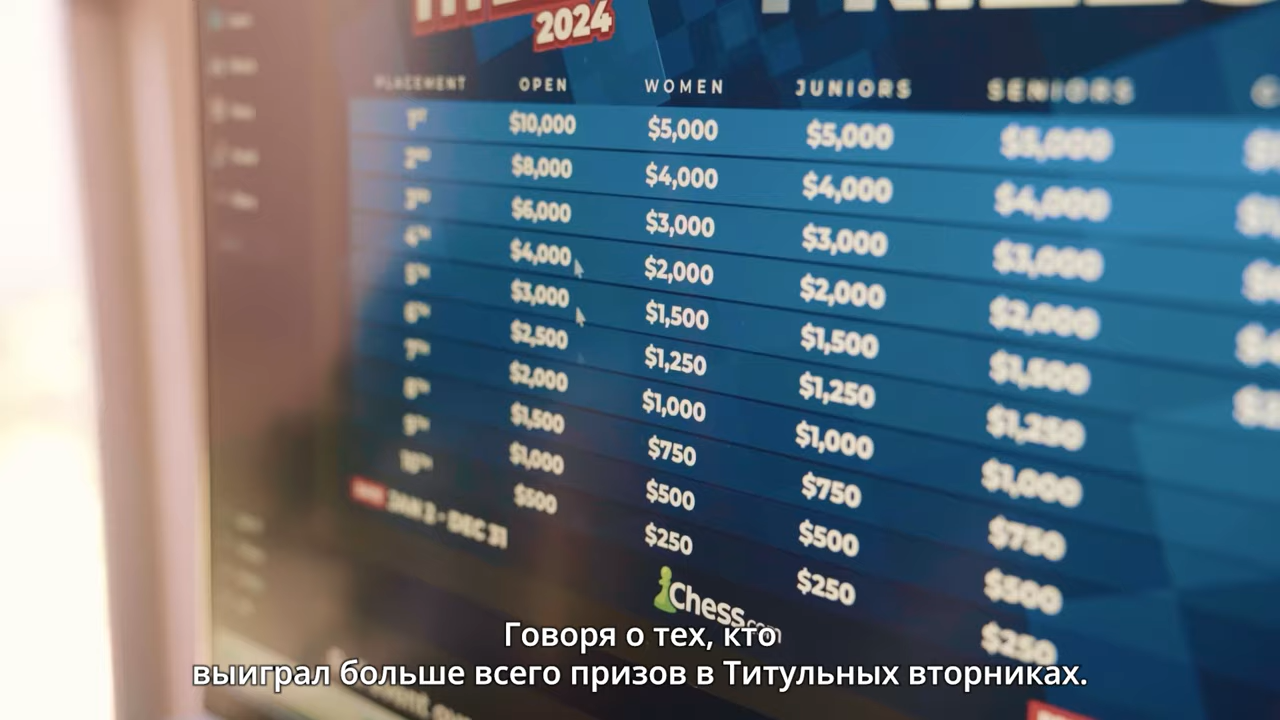 2024
PLACEMENT OPEN WOMEN JUNIORS SENIORS
1ST $10,000 $5,000 $5,000 $5,000
2ND $8,000 $4,000 $4,000 $4,000
3RD $6,000 $3,000 $3,000 $3,000
4TH $4,000 $2,000 $2,000 $2,000
5TH $3,000 $1,500 $1,500 $1,500
6TH $2,500 $1,250 $1,250 $1,250
7TH $2,000 $1,000 $1,000 $1,000
8TH $1,500 $750 $750 $750
9TH $1,000 $500 $500 $500
10TH $500 $250 $250 $250
JAN 2 - DEC 31
Chess.com
Говоря о тех, кто
выиграл больше всего призов в Титульных вторниках.